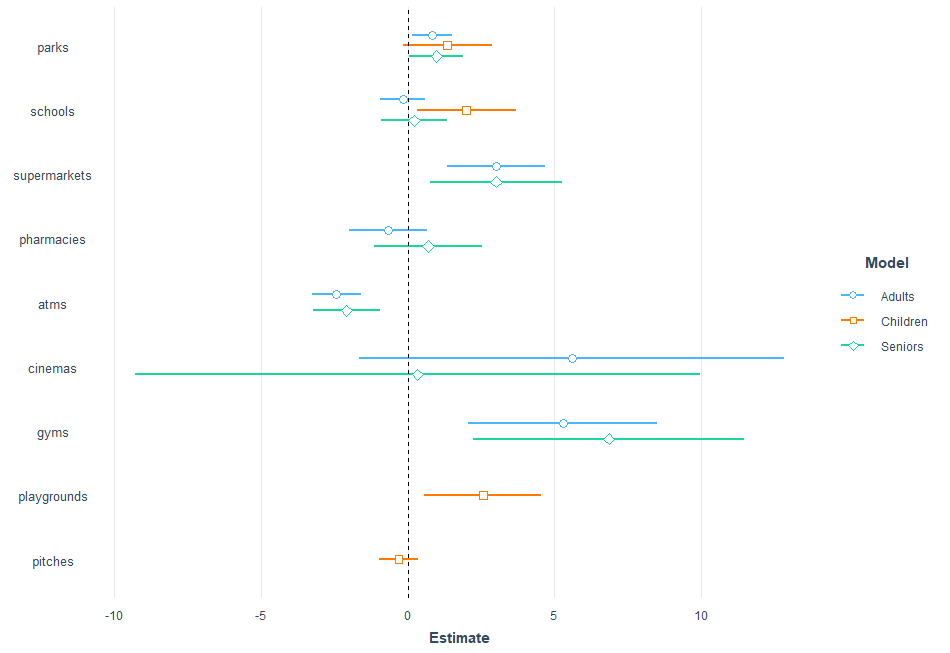 parks
schools
supermarkets
pharmacies
atms
cinemas
gyms
playgrounds
pitches
-10 -5 0 5 10
Estimate
Model
Adults
Children
Seniors